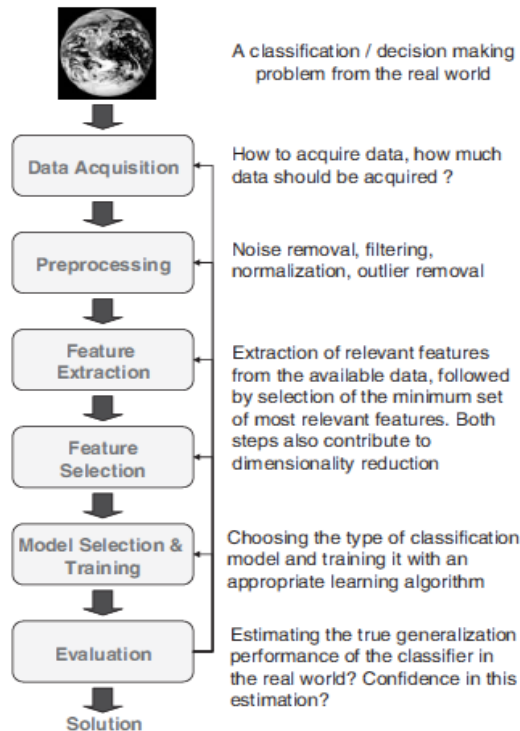 A classification / decision making
problem from the real world
Data Acquisition
How to acquire data, how much
data should be acquired ?
Preprocessing
Noise removal, filtering,
normalization, outlier removal
Feature
Extraction
Extraction of relevant features
from the available data, followed
by selection of the minimum set
of most relevant features. Both
steps also contribute to
dimensionality reduction
Feature
Selection
Model Selection &
Training
Choosing the type of classification
model and training it with an
appropriate learning algorithm
Evaluation
Estimating the true generalization
performance of the classifier in
the real world? Confidence in this
estimation?
Solution